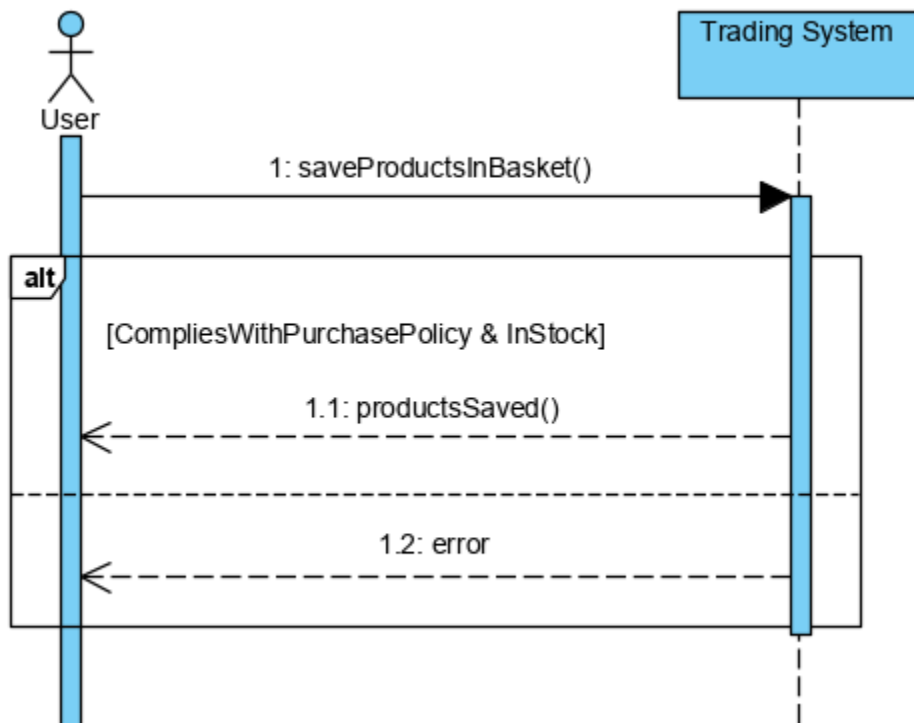 Trading System
User
1: saveProductsInBasket()
alt
[CompliesWithPurchasePolicy & InStock]
1.1: productsSaved()
1.2: error